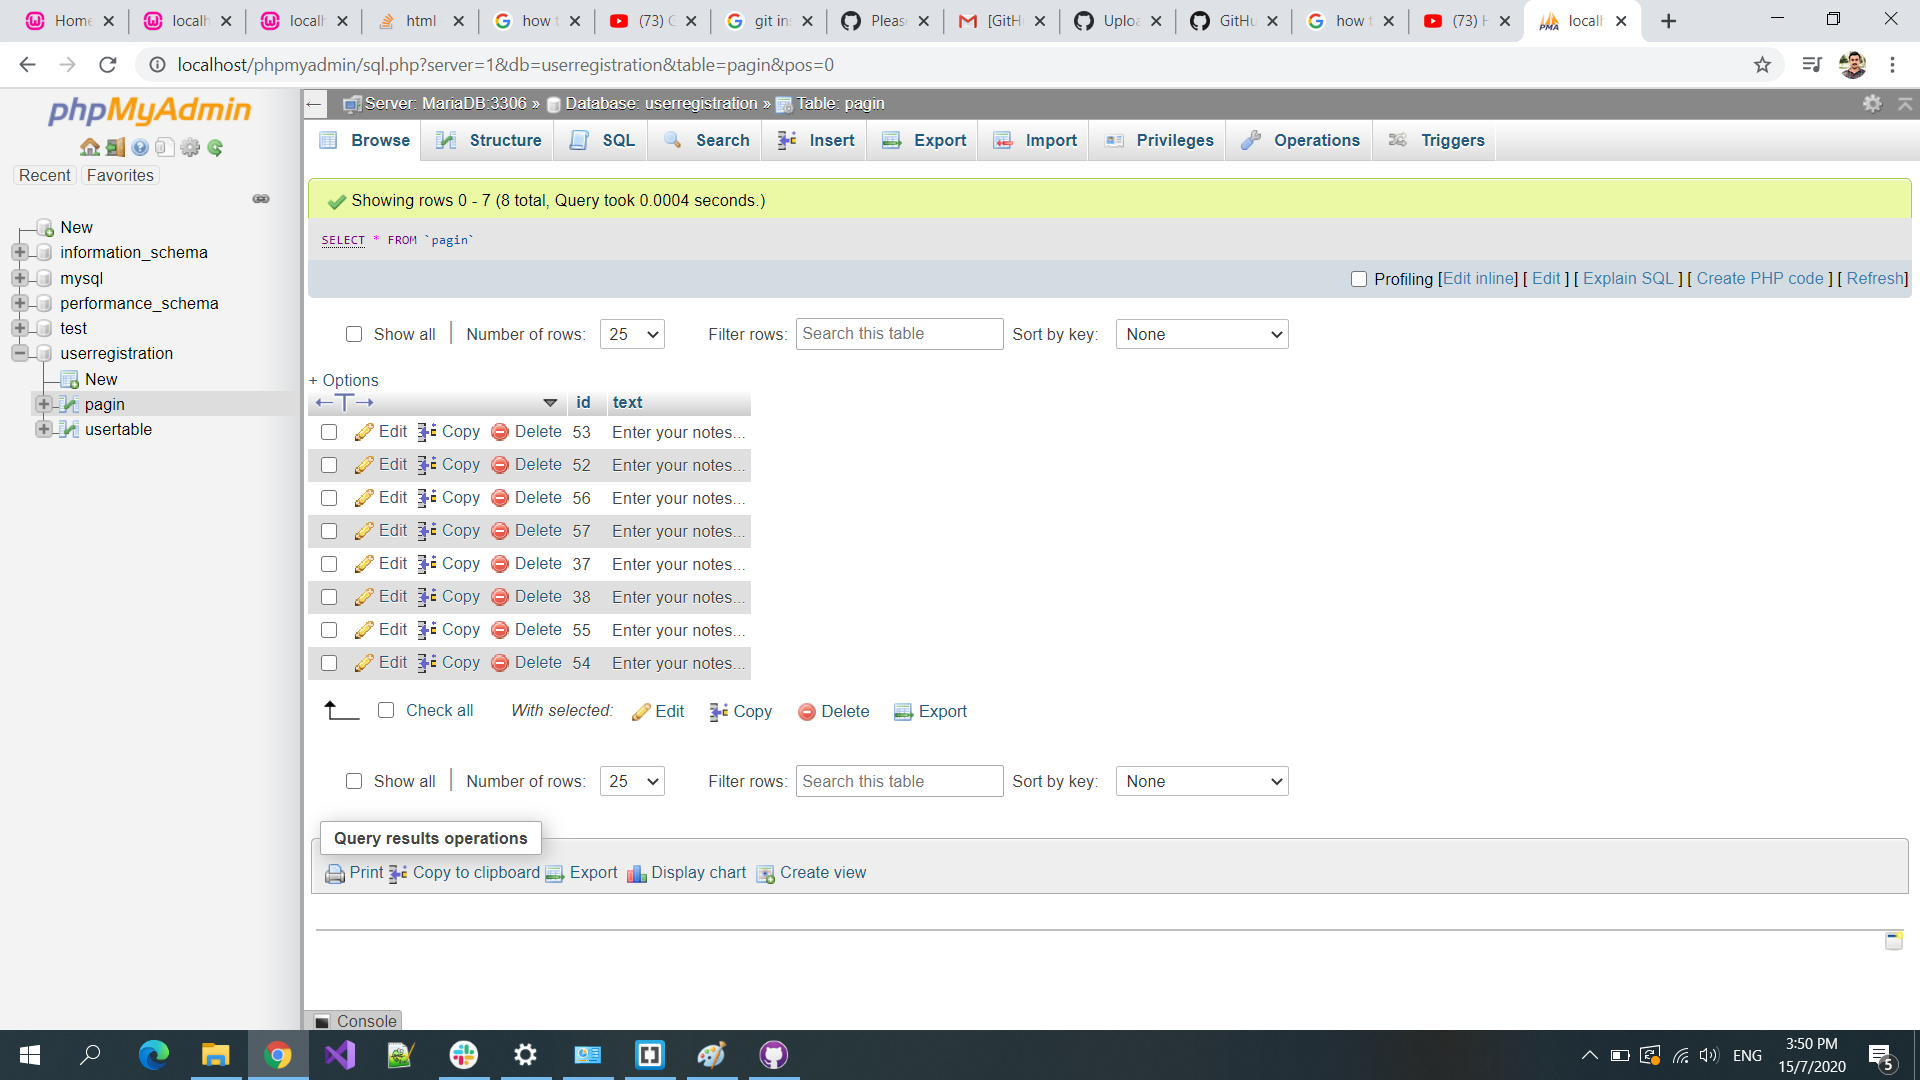 Home
localh
localh
html
how t
(73) G
git ins
Pleas
[GitHu
Uploa
GitHu
how t
(73) H
PMA
localh
localhost/phpmyadmin/sql.php?server=1&db=userregistration&table=pagin&pos=0
phpMyAdmin
Recent Favorites
New
information_schema
mysql
performance_schema
test
userregistration
New
pagin
usertable
Server: MariaDB:3306 » Database: userregistration » Table: pagin
Browse Structure SQL Search Insert Export Import Privileges Operations Triggers
Showing rows 0 - 7 (8 total, Query took 0.0004 seconds.)
SELECT * FROM `pagin`
Profiling [Edit inline] [ Edit ] [ Explain SQL ] [ Create PHP code ] [ Refresh]
Show all | Number of rows: 25 Filter rows: Search this table Sort by key: None
+ Options
←T→ id text
Edit Copy Delete 53 Enter your notes...
Edit Copy Delete 52 Enter your notes...
Edit Copy Delete 56 Enter your notes...
Edit Copy Delete 57 Enter your notes...
Edit Copy Delete 37 Enter your notes...
Edit Copy Delete 38 Enter your notes...
Edit Copy Delete 55 Enter your notes...
Edit Copy Delete 54 Enter your notes...
Check all With selected: Edit Copy Delete Export
Show all | Number of rows: 25 Filter rows: Search this table Sort by key: None
Query results operations
Print Copy to clipboard Export Display chart Create view
Console
ENG
3:50 PM
15/7/2020
5